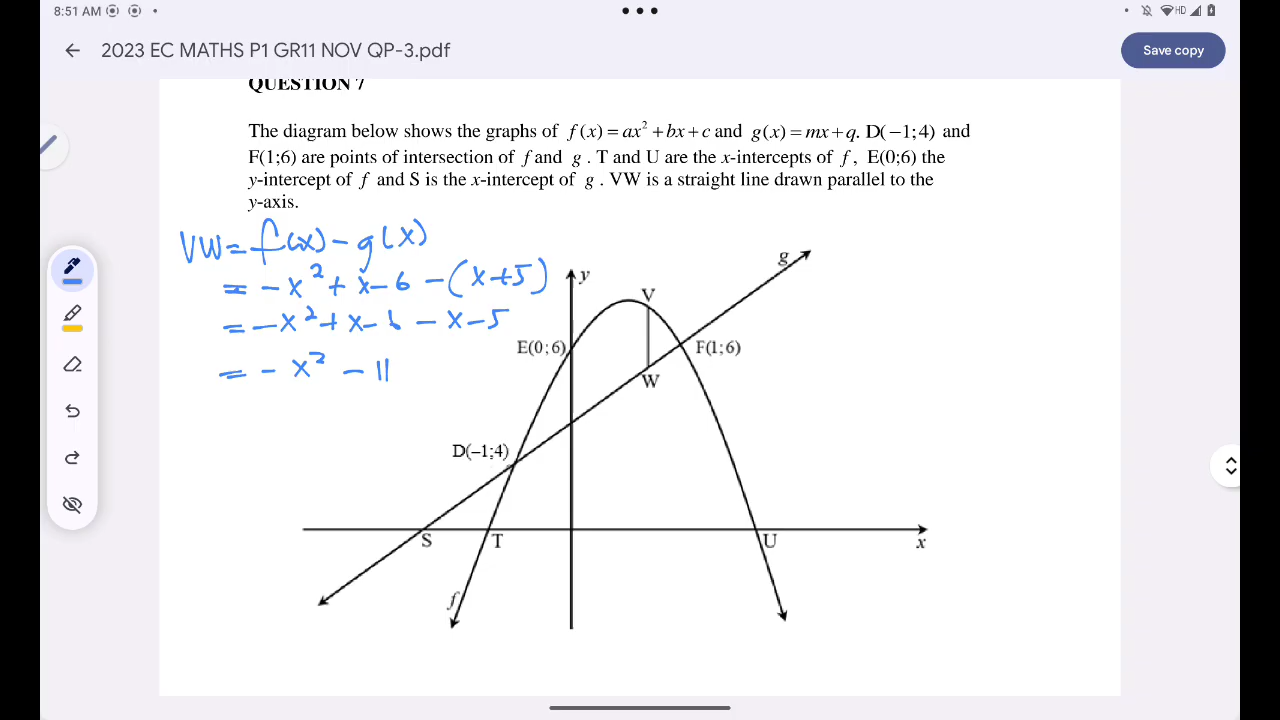 8:51 AM
HD
2023 EC MATHS P1 GR11 NOV QP-3.pdf
Save copy
QUESTION 7
The diagram below shows the graphs of f(x) = ax² + bx + c and g(x) = mx + q. D(−1;4) and
F(1;6) are points of intersection of f and g . T and U are the x-intercepts of f , E(0;6) the
y-intercept of f and S is the x-intercept of g . VW is a straight line drawn parallel to the
y-axis.
VW = f(x) − g(x)
= − x² + x − 6 − (x+5)
= − x² + x − 6 − x − 5
= − x² − 11
g
y
V
E(0;6)
F(1;6)
W
D(−1;4)
S
T
U
x
f